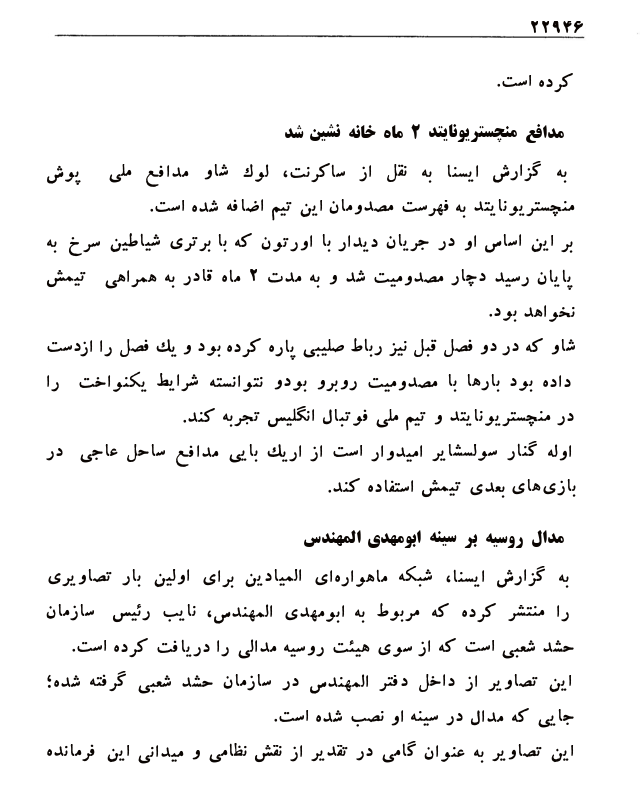 ۲۲۹۴۶
کرده است.
مدافع منچستریونایتد ۲ ماه خانه نشین شد
به گزارش ایسنا به نقل از ساکرنت، لوك شاو مدافع ملی پوش
منچستریونایتد به فهرست مصدومان این تیم اضافه شده است.
بر این اساس او در جریان دیدار با اورتون که با برتری شیاطین سرخ به
پایان رسید دچار مصدومیت شد و به مدت ۲ ماه قادر به همراهی تیمش
نخواهد بود.
شاو که در دو فصل قبل نیز رباط صلیبی پاره کرده بود و یك فصل را ازدست
داده بود بارها با مصدومیت روبرو بودو نتوانسته شرایط یکنواخت را
در منچستریونایتد و تیم ملی فوتبال انگلیس تجربه کند.
اوله گنار سولسشایر امیدوار است از اریك بایی مدافع ساحل عاجی در
بازی‌های بعدی تیمش استفاده کند.
مدال روسیه بر سینه ابومهدی المهندس
به گزارش ایسنا، شبکه ماهواره‌ای المیادین برای اولین بار تصاویری
را منتشر کرده که مربوط به ابومهدی المهندس، نایب رئیس سازمان
حشد شعبی است که از سوی هیئت روسیه مدالی را دریافت کرده است.
این تصاویر از داخل دفتر المهندس در سازمان حشد شعبی گرفته شده؛
جایی که مدال در سینه او نصب شده است.
این تصاویر به عنوان گامی در تقدیر از نقش نظامی و میدانی این فرمانده